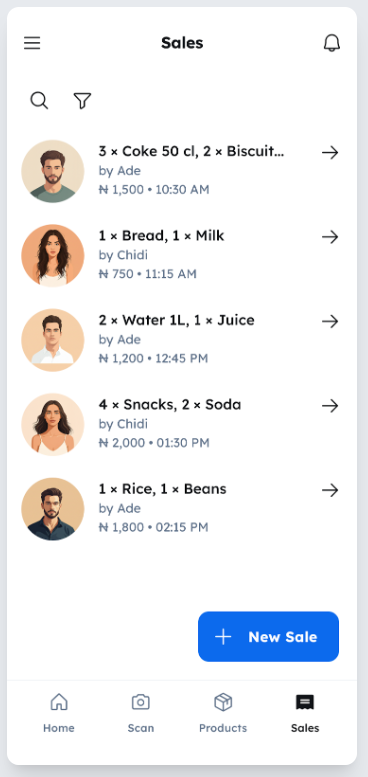 Sales
3 × Coke 50 cl, 2 × Biscuit...
by Ade
₦ 1,500 • 10:30 AM
1 × Bread, 1 × Milk
by Chidi
₦ 750 • 11:15 AM
2 × Water 1L, 1 × Juice
by Ade
₦ 1,200 • 12:45 PM
4 × Snacks, 2 × Soda
by Chidi
₦ 2,000 • 01:30 PM
1 × Rice, 1 × Beans
by Ade
₦ 1,800 • 02:15 PM
New Sale
Home Scan Products Sales